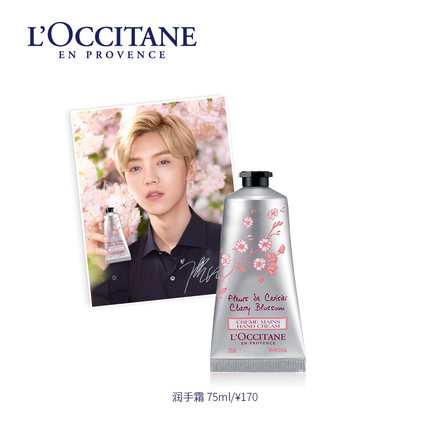 L'OCCITANE
EN PROVENCE
Fleurs de Cerisier
Cherry Blossom
CRÈME MAINS
HAND CREAM
L'OCCITANE
EN PROVENCE
润手霜 75ml/¥170